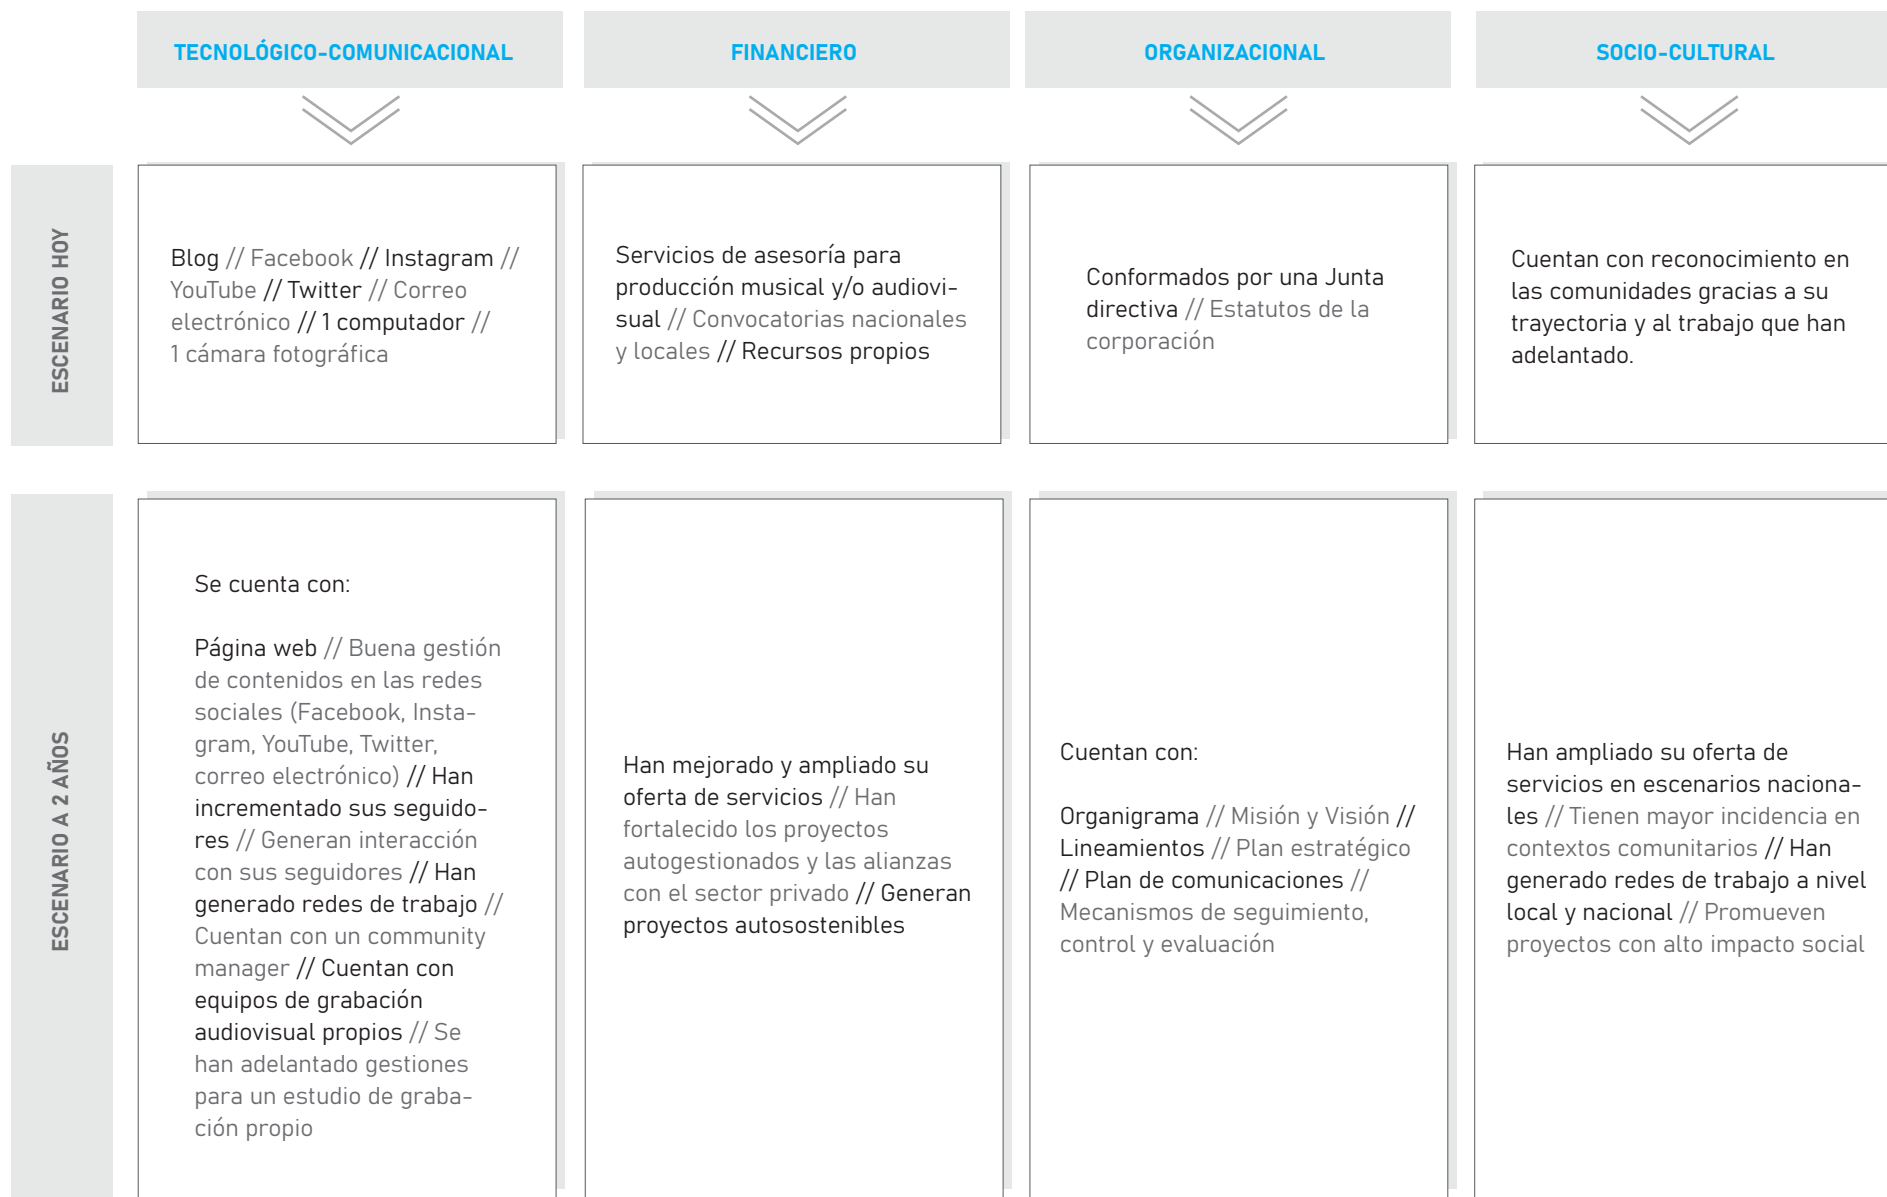 TECNOLÓGICO-COMUNICACIONAL
FINANCIERO
ORGANIZACIONAL
SOCIO-CULTURAL
ESCENARIO HOY
Blog // Facebook // Instagram //
YouTube // Twitter // Correo
electrónico // 1 computador //
1 cámara fotográfica
Servicios de asesoría para
producción musical y/o audiovi-
sual // Convocatorias nacionales
y locales // Recursos propios
Conformados por una Junta
directiva // Estatutos de la
corporación
Cuentan con reconocimiento en
las comunidades gracias a su
trayectoria y al trabajo que han
adelantado.
ESCENARIO A 2 AÑOS
Se cuenta con:
Página web // Buena gestión
de contenidos en las redes
sociales (Facebook, Insta-
gram, YouTube, Twitter,
correo electrónico) // Han
incrementado sus seguido-
res // Generan interacción
con sus seguidores // Han
generado redes de trabajo //
Cuentan con un community
manager // Cuentan con
equipos de grabación
audiovisual propios // Se
han adelantado gestiones
para un estudio de graba-
ción propio
Han mejorado y ampliado su
oferta de servicios // Han
fortalecido los proyectos
autogestionados y las alianzas
con el sector privado // Generan
proyectos autosostenibles
Cuentan con:
Organigrama // Misión y Visión //
Lineamientos // Plan estratégico
// Plan de comunicaciones //
Mecanismos de seguimiento,
control y evaluación
Han ampliado su oferta de
servicios en escenarios naciona-
les // Tienen mayor incidencia en
contextos comunitarios // Han
generado redes de trabajo a nivel
local y nacional // Promueven
proyectos con alto impacto social